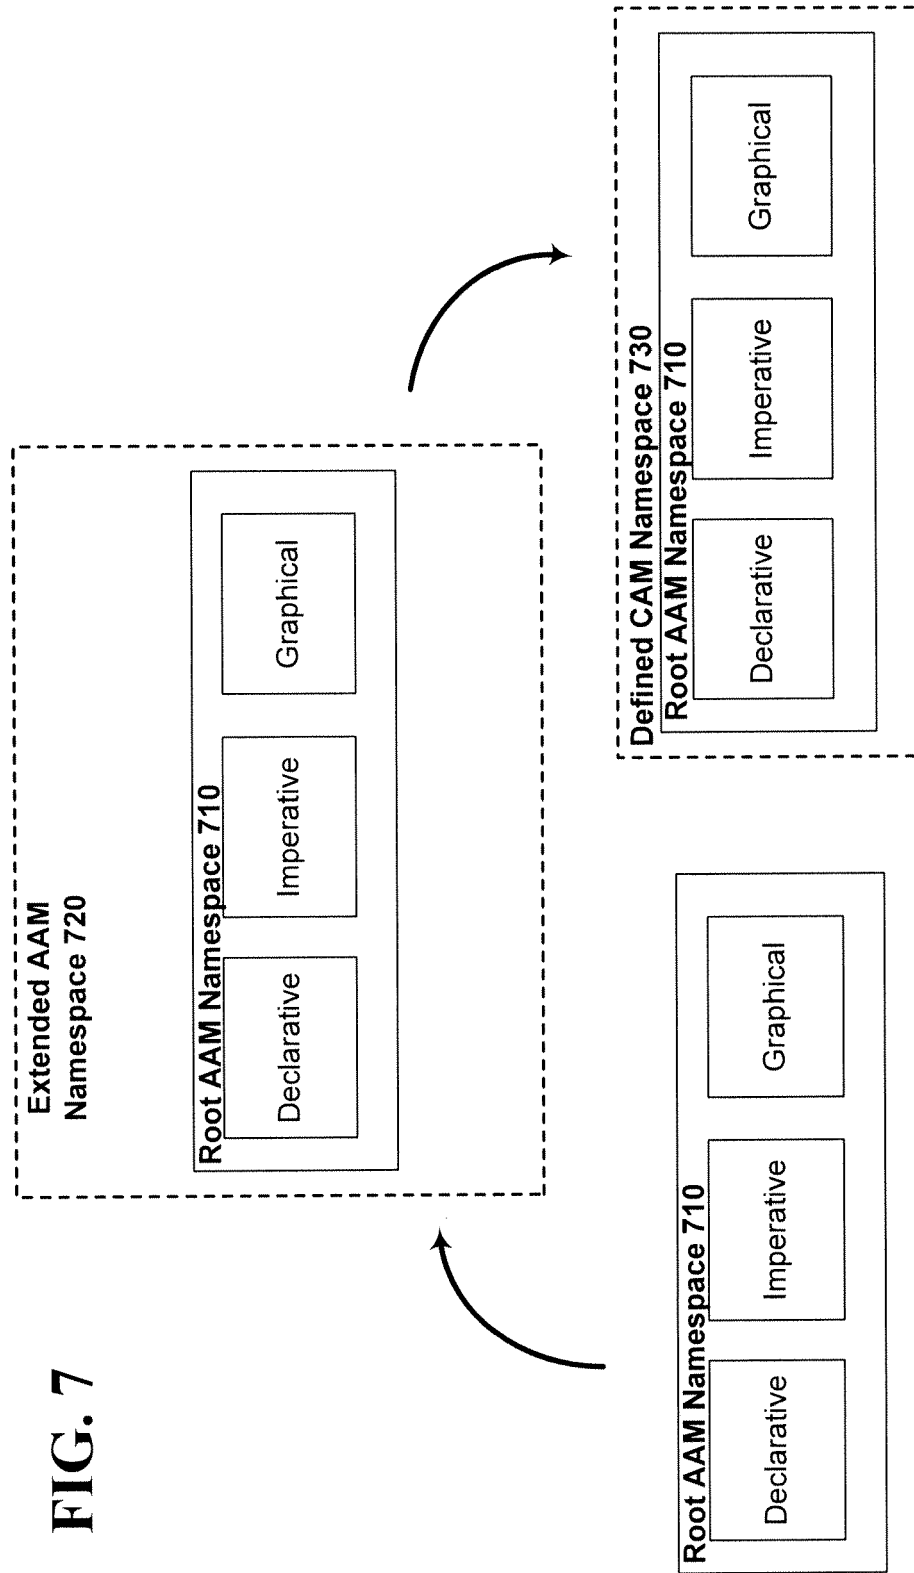 FIG. 7
Extended AAM
Namespace 720
Root AAM Namespace 710
Declarative
Imperative
Graphical
Root AAM Namespace 710
Declarative
Imperative
Graphical
Defined CAM Namespace 730
Root AAM Namespace 710
Declarative
Imperative
Graphical